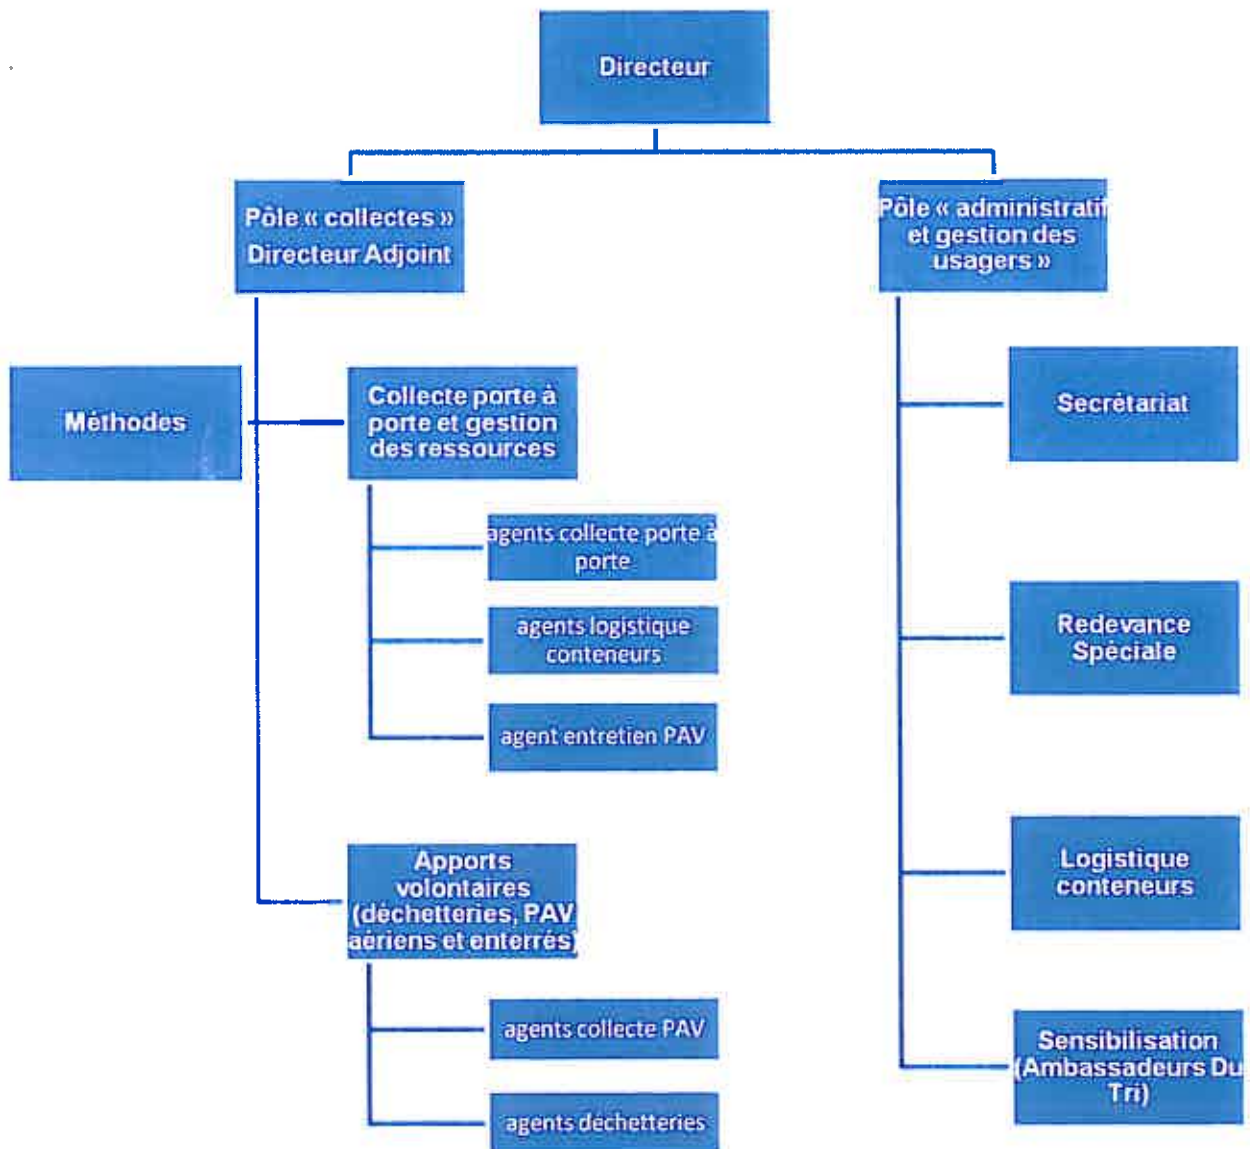 Directeur
Pôle « collectes »
Directeur Adjoint
Pôle « administratif
et gestion des
usagers »
Méthodes
Collecte porte à
porte et gestion
des ressources
agents collecte porte à
porte
agents logistique
conteneurs
agent entretien PAV
Apports
volontaires
(déchetteries, PAV
aériens et enterrés)
agents collecte PAV
agents déchetteries
Secrétariat
Redevance
Spéciale
Logistique
conteneurs
Sensibilisation
(Ambassadeurs Du
Tri)